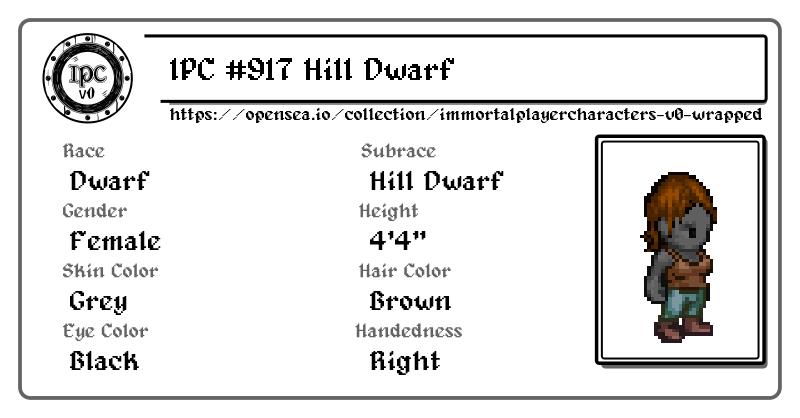 IPC
v0
IPC #917 Hill Dwarf
https://opensea.io/collection/immortalplayercharacters-v0-wrapped
Race
Subrace
Dwarf
Hill Dwarf
Gender
Height
Female
4'4"
Skin Color
Hair Color
Grey
Brown
Eye Color
Handedness
Black
Right